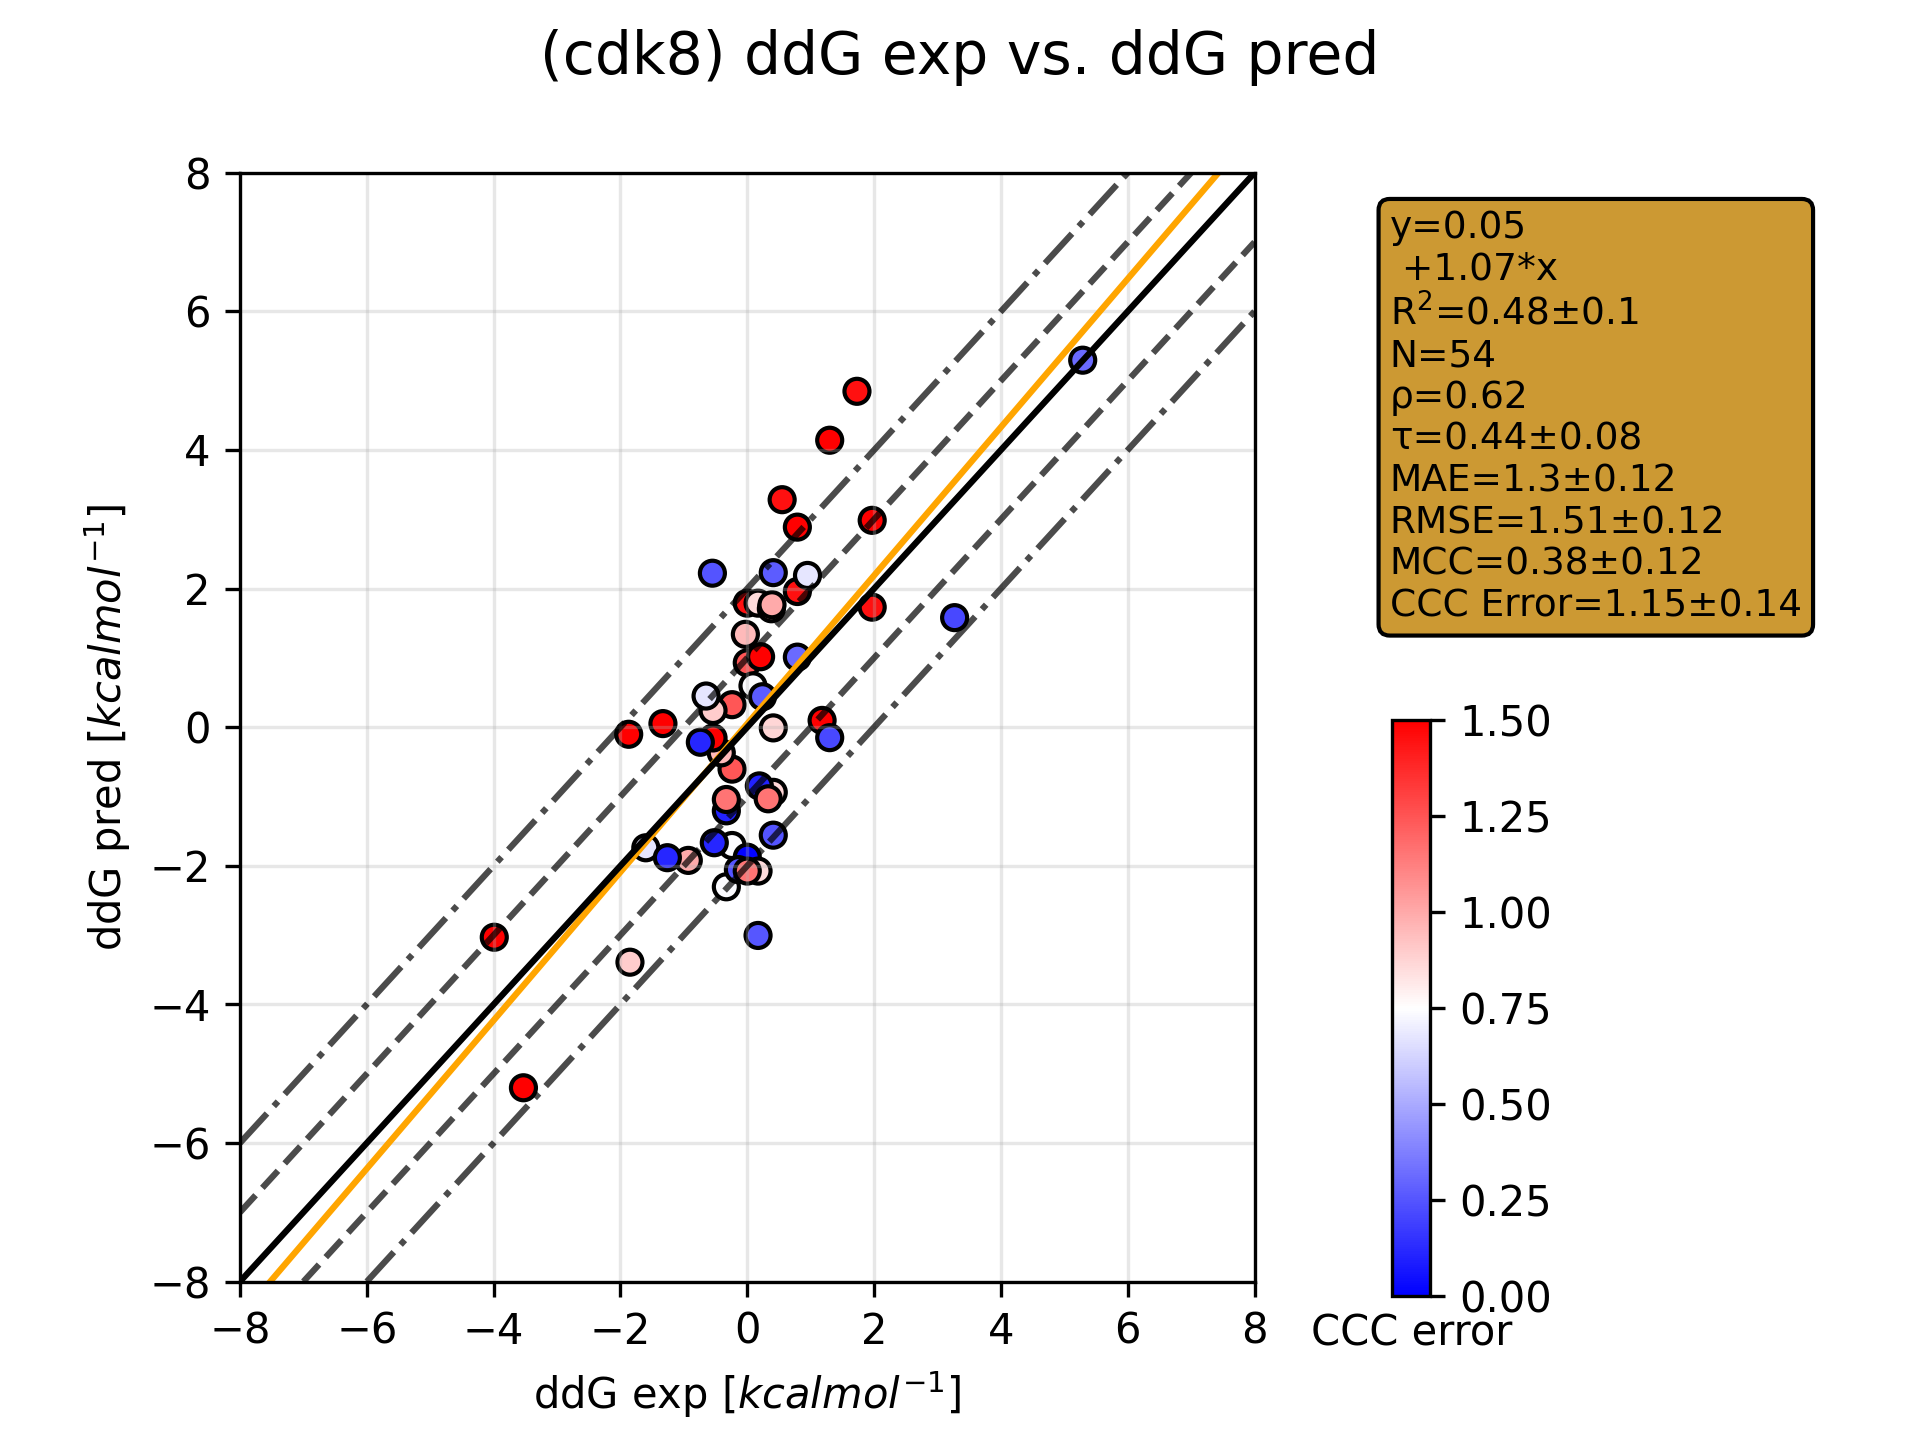 (cdk8) ddG exp vs. ddG pred
8
6
4
2
0
−2
−4
−6
−8
ddG pred [kcalmol⁻¹]
−8 −6 −4 −2 0 2 4 6 8
ddG exp [kcalmol⁻¹]
y=0.05
+1.07*x
R²=0.48±0.1
N=54
ρ=0.62
τ=0.44±0.08
MAE=1.3±0.12
RMSE=1.51±0.12
MCC=0.38±0.12
CCC Error=1.15±0.14
1.50
1.25
1.00
0.75
0.50
0.25
0.00
CCC error